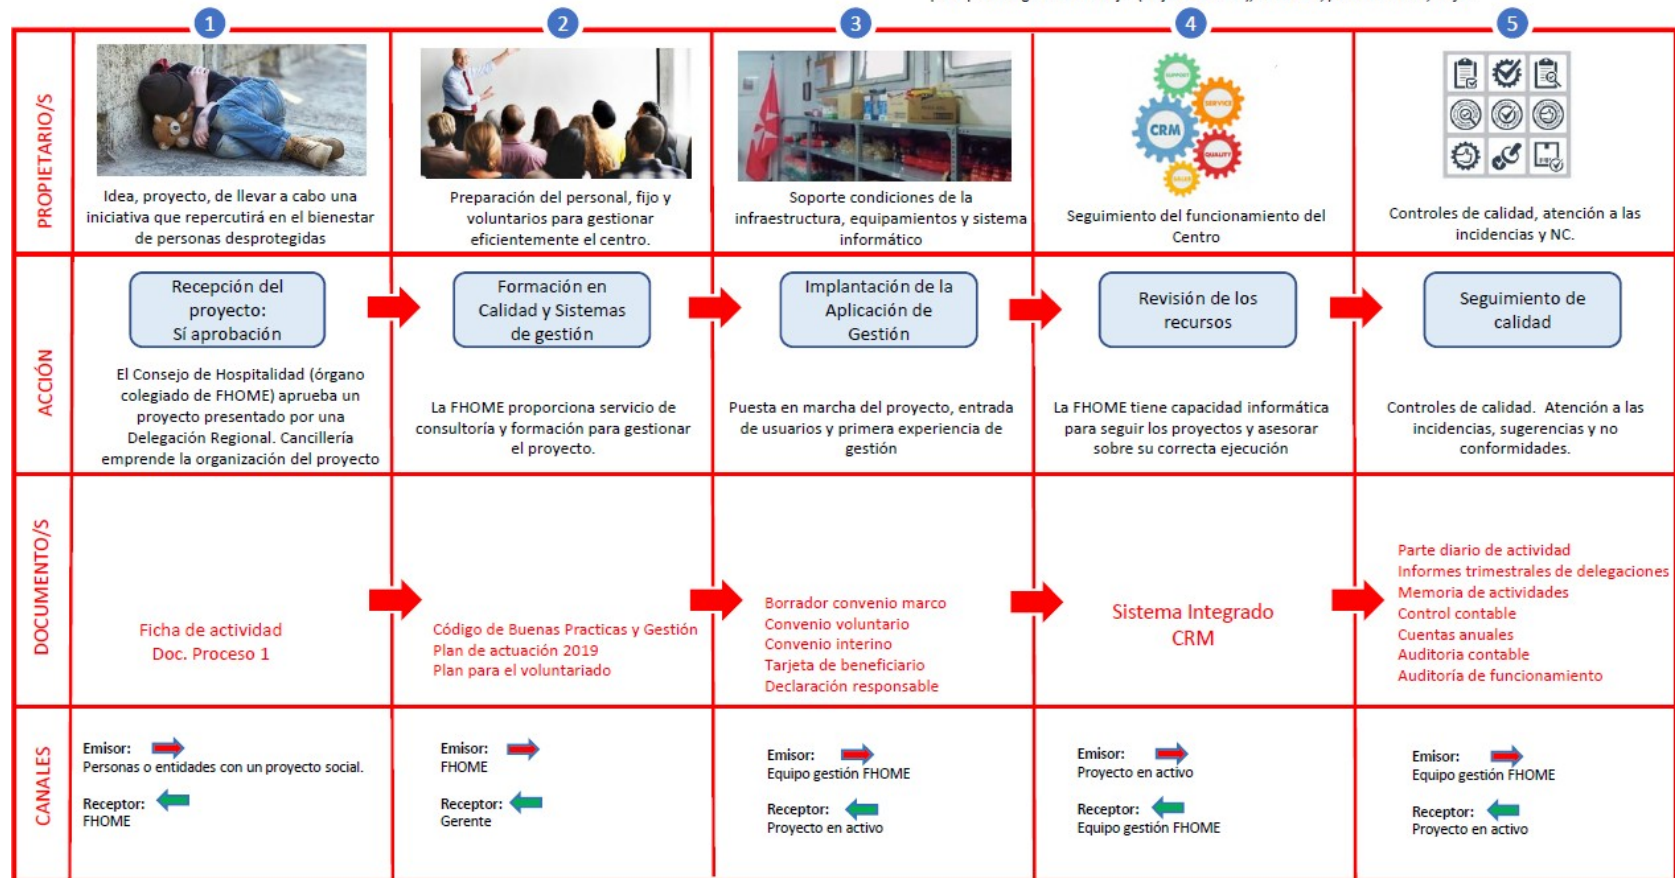 1
2
3
4
5
PROPIETARIO/S
Idea, proyecto, de llevar a cabo una
iniciativa que repercutirá en el bienestar
de personas desprotegidas
Preparación del personal, fijo y
voluntarios para gestionar
eficientemente el centro.
Soporte condiciones de la
infraestructura, equipamientos y sistema
informático
SUPPORT
SERVICE
CRM
QUALITY
SALES
Seguimiento del funcionamiento del
Centro
Controles de calidad, atención a las
incidencias y NC.
ACCIÓN
Recepción del
proyecto:
Sí aprobación
El Consejo de Hospitalidad (órgano
colegiado de FHOME) aprueba un
proyecto presentado por una
Delegación Regional. Cancillería
emprende la organización del proyecto
Formación en
Calidad y Sistemas
de gestión
La FHOME proporciona servicio de
consultoría y formación para gestionar
el proyecto.
Implantación de la
Aplicación de
Gestión
Puesta en marcha del proyecto, entrada
de usuarios y primera experiencia de
gestión
Revisión de los
recursos
La FHOME tiene capacidad informática
para seguir los proyectos y asesorar
sobre su correcta ejecución
Seguimiento de
calidad
Controles de calidad. Atención a las
incidencias, sugerencias y no
conformidades.
DOCUMENTO/S
Ficha de actividad
Doc. Proceso 1
Código de Buenas Practicas y Gestión
Plan de actuación 2019
Plan para el voluntariado
Borrador convenio marco
Convenio voluntario
Convenio interino
Tarjeta de beneficiario
Declaración responsable
Sistema Integrado
CRM
Parte diario de actividad
Informes trimestrales de delegaciones
Memoria de actividades
Control contable
Cuentas anuales
Auditoria contable
Auditoría de funcionamiento
CANALES
Emisor:
Personas o entidades con un proyecto social.
Receptor:
FHOME
Emisor:
FHOME
Receptor:
Gerente
Emisor:
Equipo gestión FHOME
Receptor:
Proyecto en activo
Emisor:
Proyecto en activo
Receptor:
Equipo gestión FHOME
Emisor:
Equipo gestión FHOME
Receptor:
Proyecto en activo